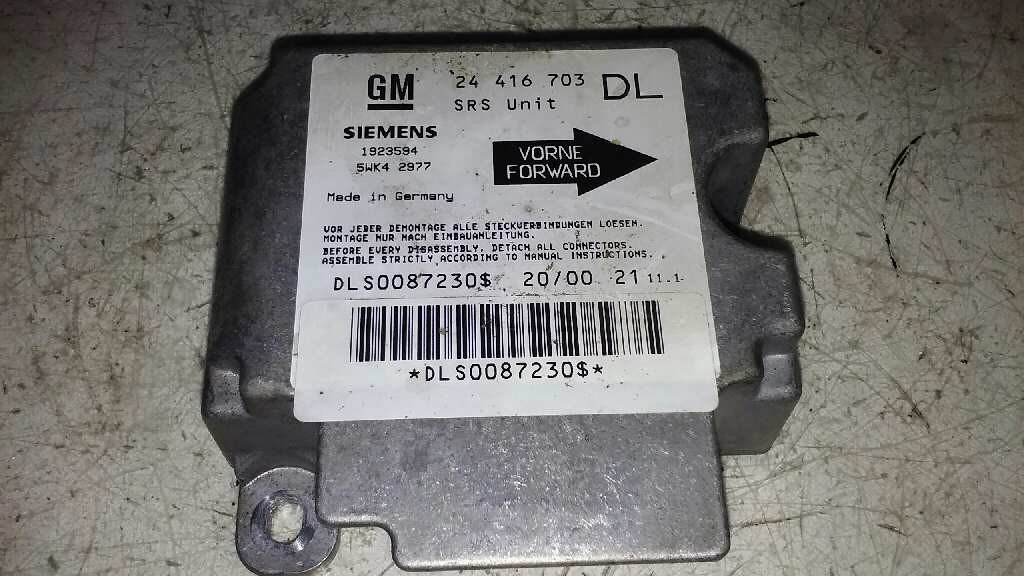 GM 24 416 703 DL
SRS Unit
SIEMENS
1923594
5WK4 2977
VORNE
FORWARD
Made in Germany
VOR JEDER DEMONTAGE ALLE STECKVERBINDUNGEN LOESEN.
MONTAGE NUR NACH EINBAUANLEITUNG.
BEFORE EVERY DISASSEMBLY, DETACH ALL CONNECTORS.
ASSEMBLE STRICTLY ACCORDING TO MANUAL INSTRUCTIONS.
DLS0087230$ 20/00 21 11.1
*DLS0087230$*